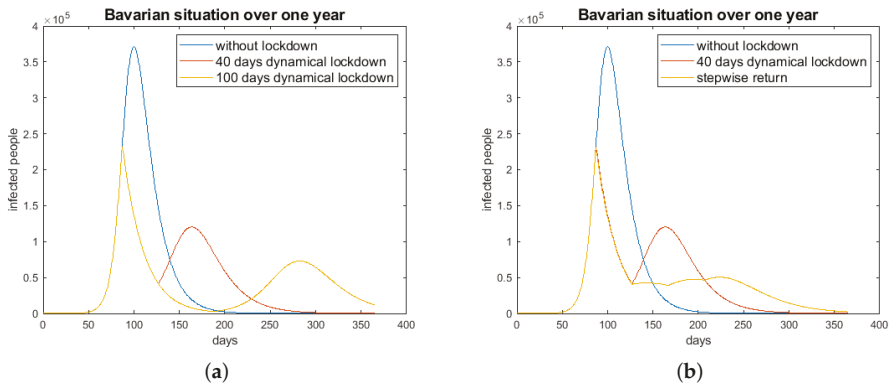 Bavarian situation over one year
× 10⁵
4
3.5
3
2.5
2
1.5
1
0.5
0
infected people
without lockdown
40 days dynamical lockdown
100 days dynamical lockdown
0 50 100 150 200 250 300 350 400
days
(a)
Bavarian situation over one year
× 10⁵
4
3.5
3
2.5
2
1.5
1
0.5
0
infected people
without lockdown
40 days dynamical lockdown
stepwise return
0 50 100 150 200 250 300 350 400
days
(b)